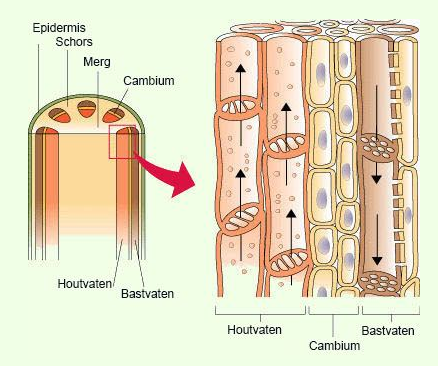 Epidermis
Schors
Merg
Cambium
Houtvaten
Bastvaten
Houtvaten
Cambium
Bastvaten